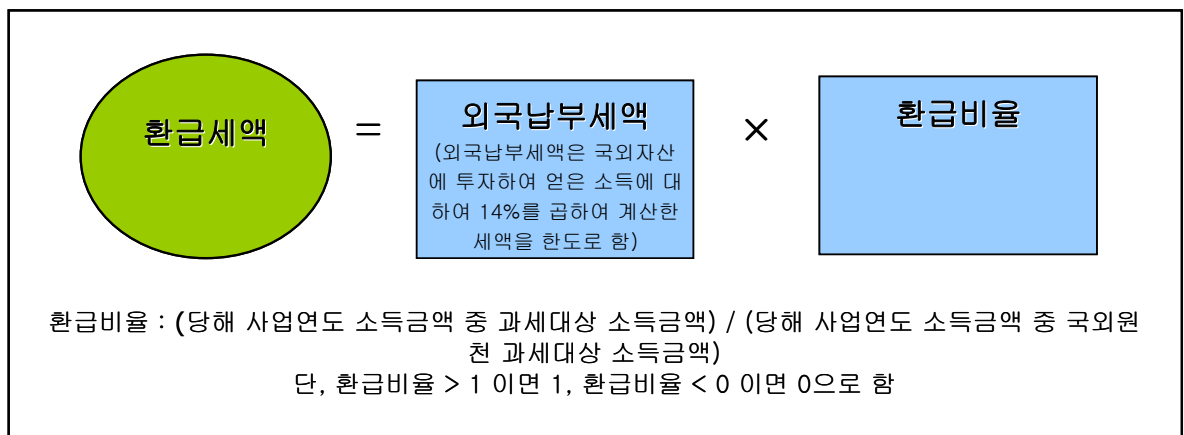 환급세액
=
외국납부세액
(외국납부세액은 국외자산
에 투자하여 얻은 소득에 대
하여 14%를 곱하여 계산한
세액을 한도로 함)
×
환급비율
환급비율 : (당해 사업연도 소득금액 중 과세대상 소득금액) / (당해 사업연도 소득금액 중 국외원
천 과세대상 소득금액)
단, 환급비율 > 1 이면 1, 환급비율 < 0 이면 0으로 함